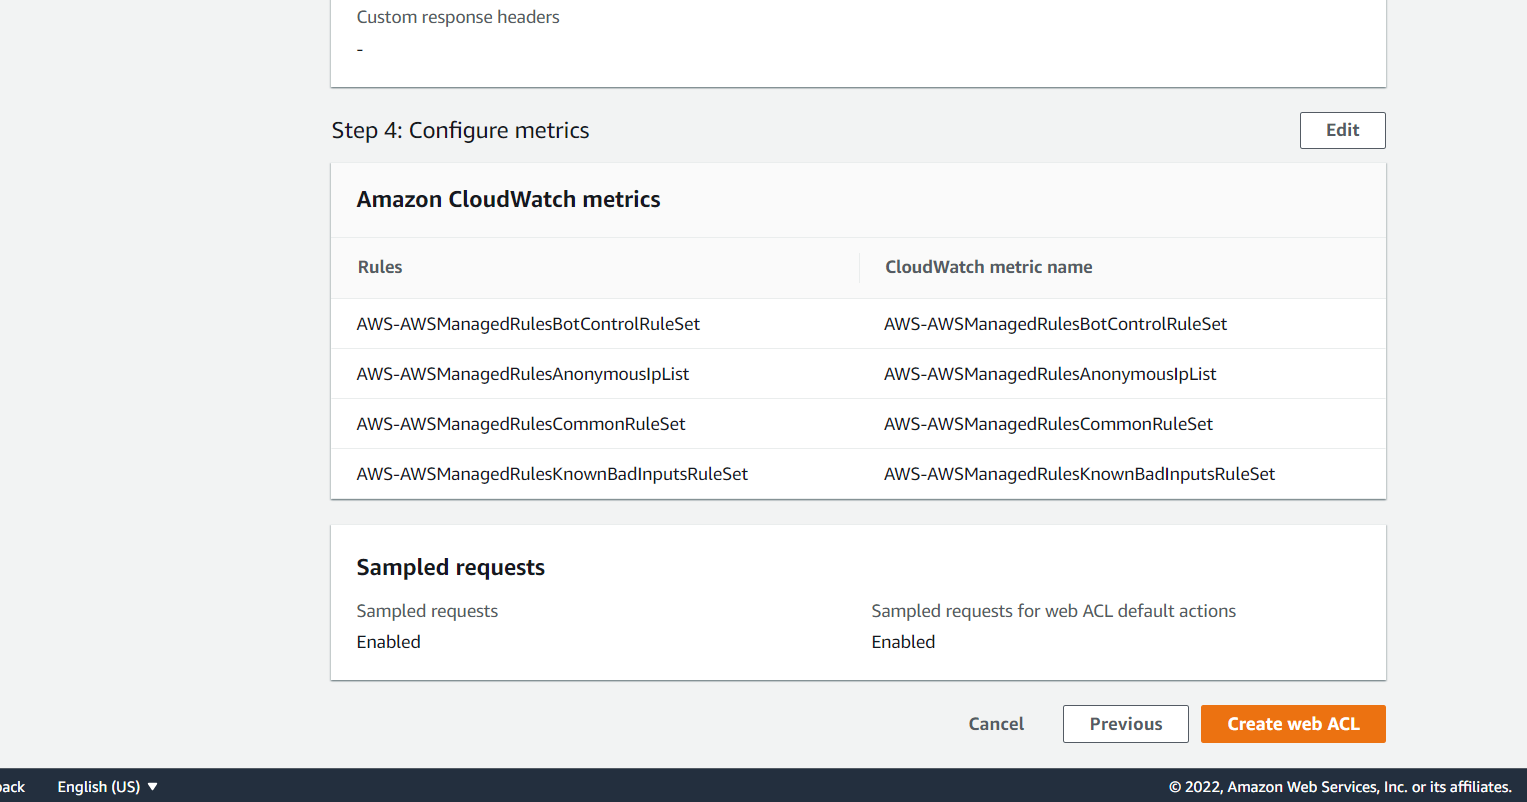 Custom response headers
-
Step 4: Configure metrics
Edit
Amazon CloudWatch metrics
Rules
CloudWatch metric name
AWS-AWSManagedRulesBotControlRuleSet
AWS-AWSManagedRulesBotControlRuleSet
AWS-AWSManagedRulesAnonymousIpList
AWS-AWSManagedRulesAnonymousIpList
AWS-AWSManagedRulesCommonRuleSet
AWS-AWSManagedRulesCommonRuleSet
AWS-AWSManagedRulesKnownBadInputsRuleSet
AWS-AWSManagedRulesKnownBadInputsRuleSet
Sampled requests
Sampled requests
Sampled requests for web ACL default actions
Enabled
Enabled
Cancel
Previous
Create web ACL
back
English (US)
© 2022, Amazon Web Services, Inc. or its affiliates.